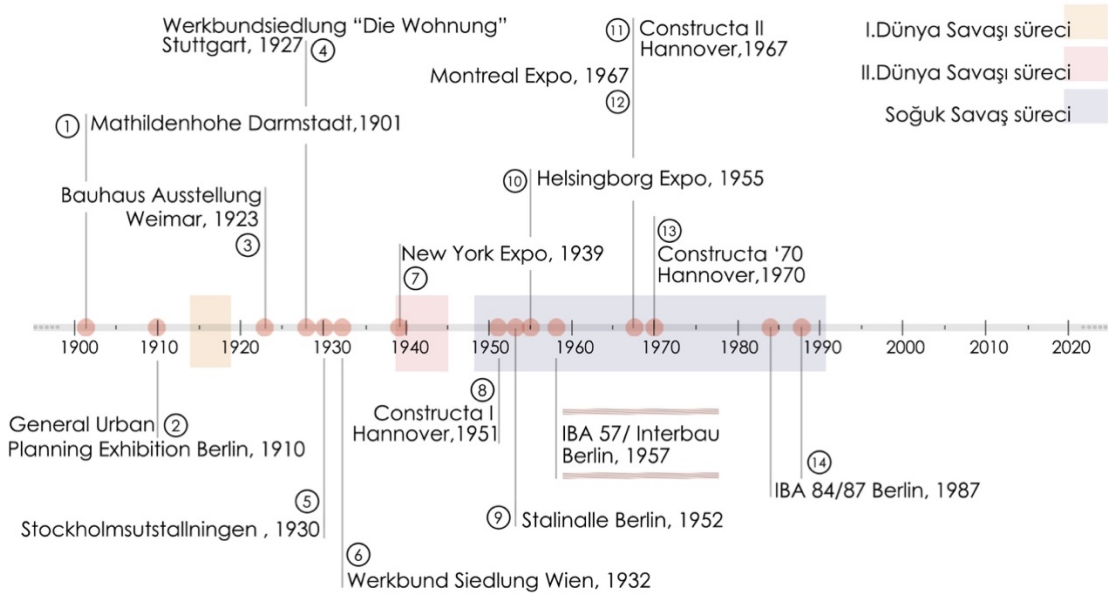 Werkbundsiedlung “Die Wohnung”
Stuttgart, 1927 ④
⑪ Constructa II
Hannover,1967
Montreal Expo, 1967
⑫
I.Dünya Savaşı süreci
II.Dünya Savaşı süreci
Soğuk Savaş süreci
① Mathildenhohe Darmstadt,1901
Bauhaus Ausstellung
Weimar, 1923
③
⑩ Helsingborg Expo, 1955
New York Expo, 1939
⑦
⑬
Constructa ‘70
Hannover,1970
1900 1910 1920 1930 1940 1950 1960 1970 1980 1990 2000 2010 2020
General Urban ②
Planning Exhibition Berlin, 1910
⑤
Stockholmsutstallningen , 1930
⑥
Werkbund Siedlung Wien, 1932
⑧
Constructa I
Hannover,1951
⑨ Stalinalle Berlin, 1952
IBA 57/ Interbau
Berlin, 1957
⑭
IBA 84/87 Berlin, 1987